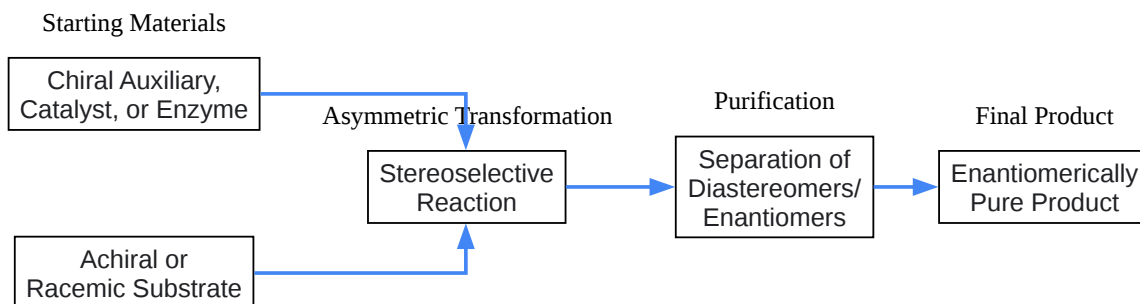 Starting Materials
Chiral Auxiliary,
Catalyst, or Enzyme
Achiral or
Racemic Substrate
Asymmetric Transformation
Stereoselective
Reaction
Purification
Separation of
Diastereomers/
Enantiomers
Final Product
Enantiomerically
Pure Product